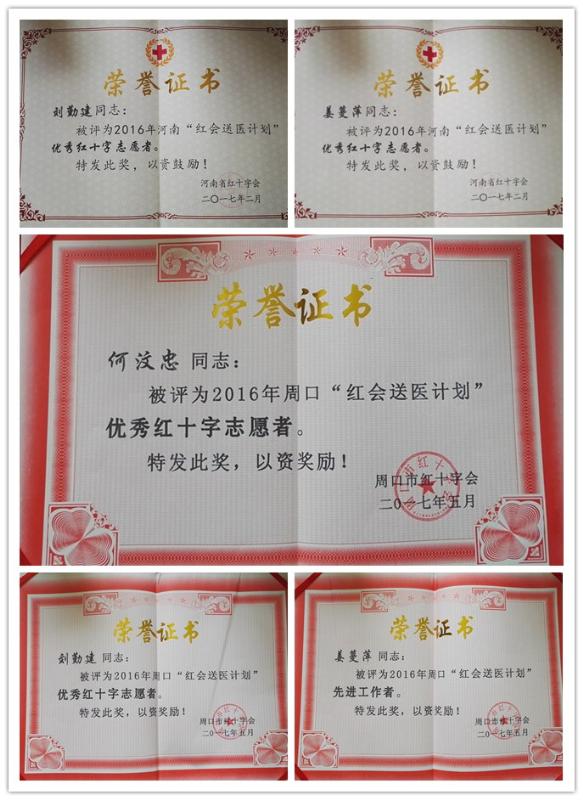 荣誉证书
刘勤建 同志：
被评为2016年河南“红会送医计划”
优秀红十字志愿者。
特发此奖，以资鼓励！
河南省红十字会
二〇一七年二月
荣誉证书
姜蔓萍 同志：
被评为2016年河南“红会送医计划”
优秀红十字志愿者。
特发此奖，以资鼓励！
河南省红十字会
二〇一七年二月
荣誉证书
何汶忠 同志：
被评为2016年周口“红会送医计划”
优秀红十字志愿者。
特发此奖，以资奖励！
周口市红十字会
二〇一七年五月
荣誉证书
刘勤建 同志：
被评为2016年周口“红会送医计划”
优秀红十字志愿者。
特发此奖，以资奖励！
周口市红十字会
二〇一七年五月
荣誉证书
姜蔓萍 同志：
被评为2016年周口“红会送医计划”
先进工作者。
特发此奖，以资奖励！
周口市红十字会
二〇一七年五月